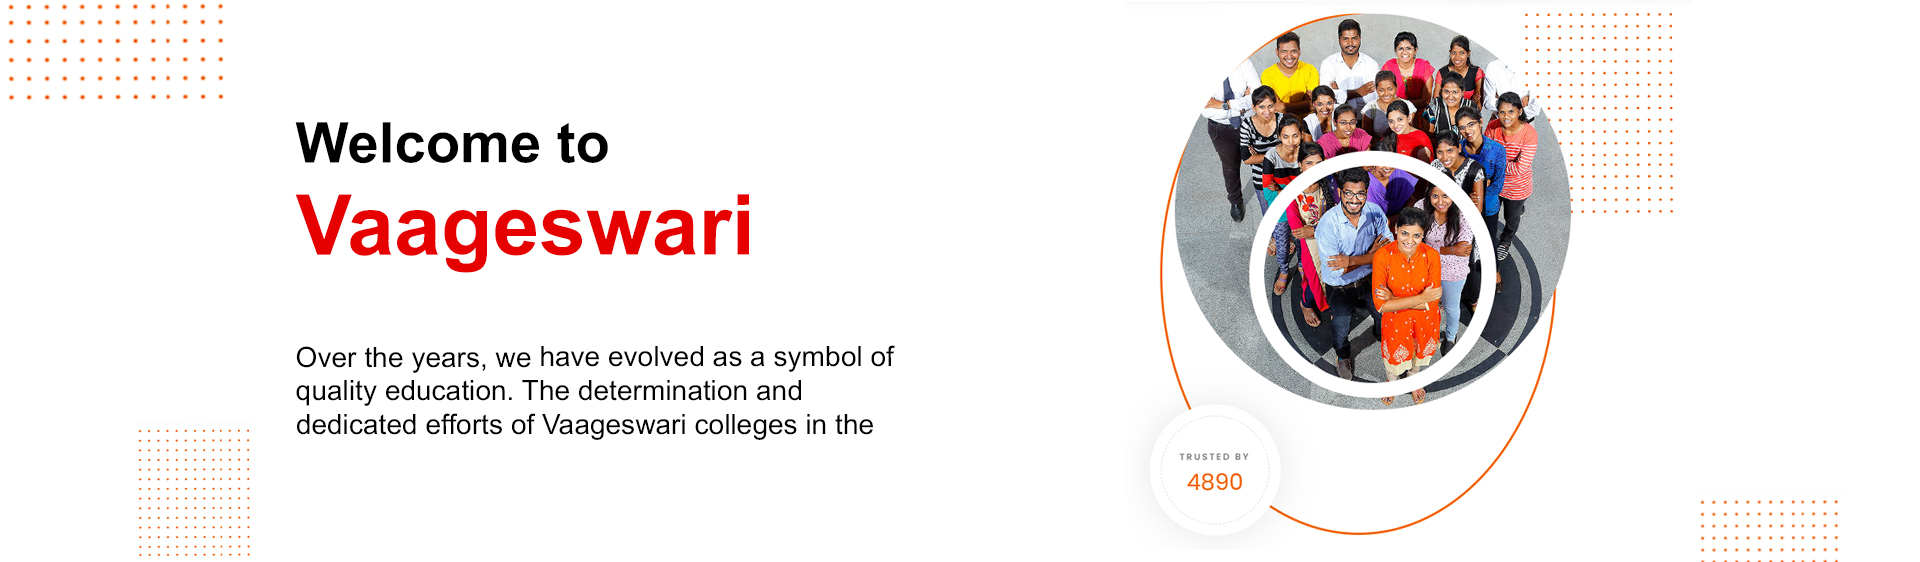 Welcome to
Vaageswari
Over the years, we have evolved as a symbol of
quality education. The determination and
dedicated efforts of Vaageswari colleges in the
TRUSTED BY
4890